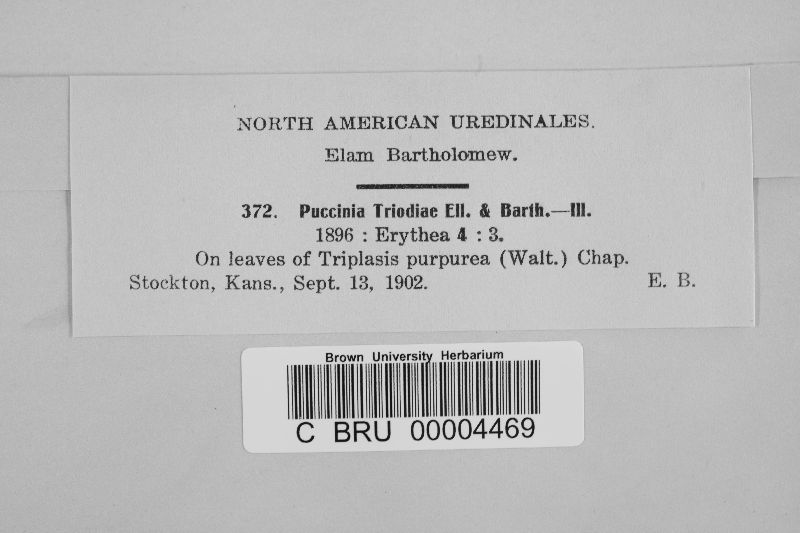 NORTH AMERICAN UREDINALES.
Elam Bartholomew.
372. Puccinia Triodiae Ell. & Barth.—III.
1896 : Erythea 4 : 3.
On leaves of Triplasis purpurea (Walt.) Chap.
Stockton, Kans., Sept. 13, 1902. E. B.
Brown University Herbarium
C BRU 00004469